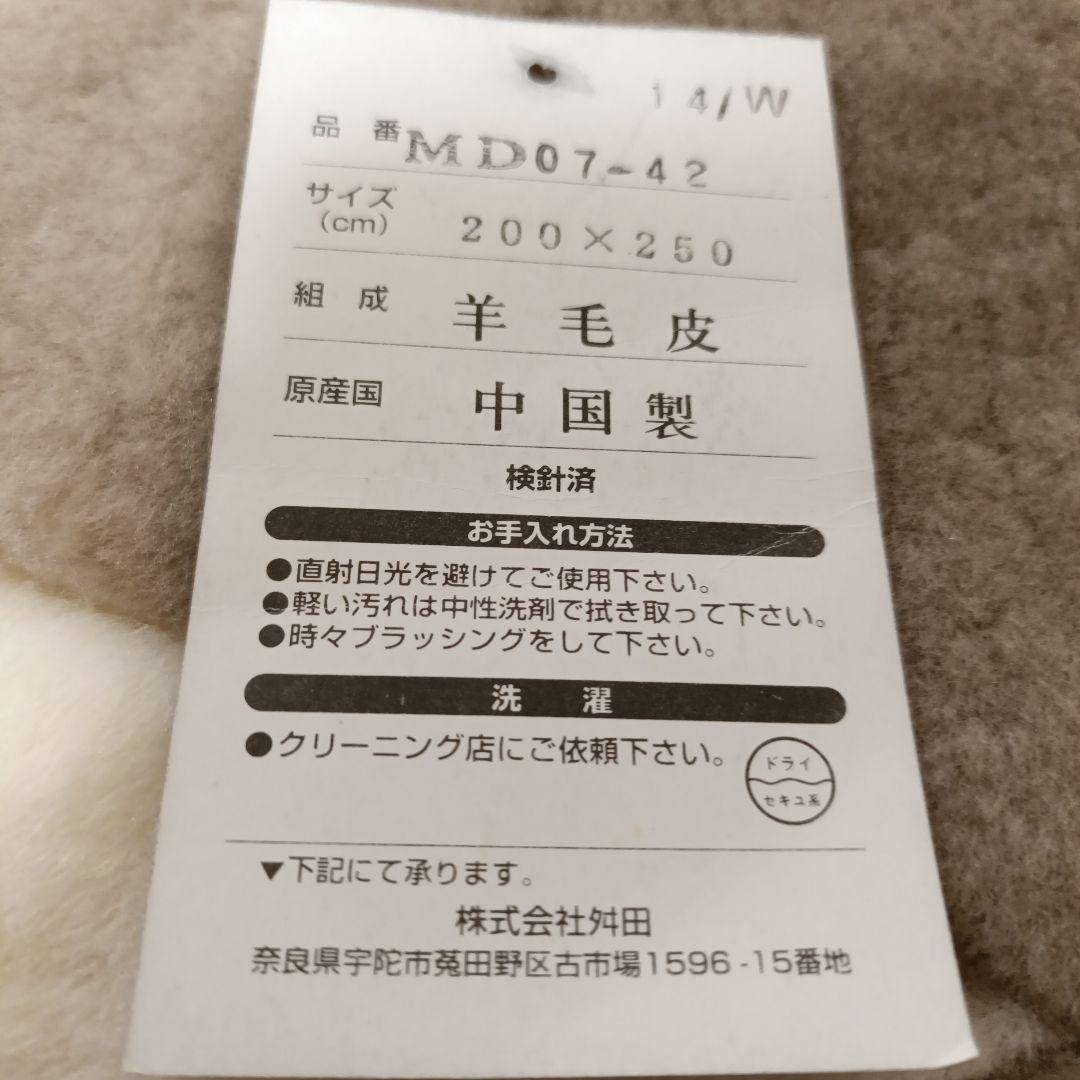 14/W
品 番 MD07-42
サイズ
(cm) 200×250
組 成 羊毛皮
原産国 中国製
検針済
お手入れ方法
●直射日光を避けてご使用下さい。
●軽い汚れは中性洗剤で拭き取って下さい。
●時々ブラッシングをして下さい。
洗 濯
●クリーニング店にご依頼下さい。
ドライ
セキユ系
▼下記にて承ります。
株式会社舛田
奈良県宇陀市菟田野区古市場1596-15番地